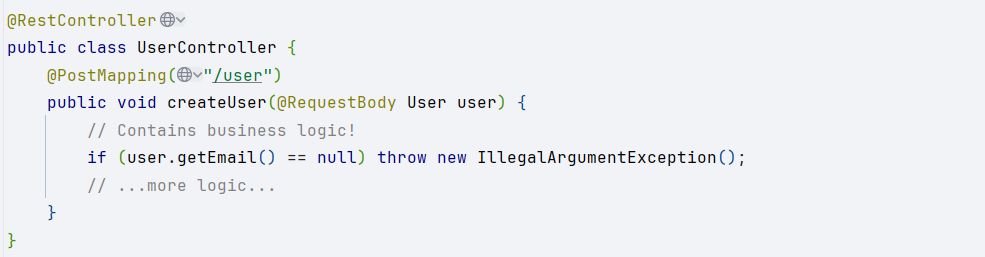 @RestController
public class UserController {
    @PostMapping("/user")
    public void createUser(@RequestBody User user) {
        // Contains business logic!
        if (user.getEmail() == null) throw new IllegalArgumentException();
        // ...more logic...
    }
}